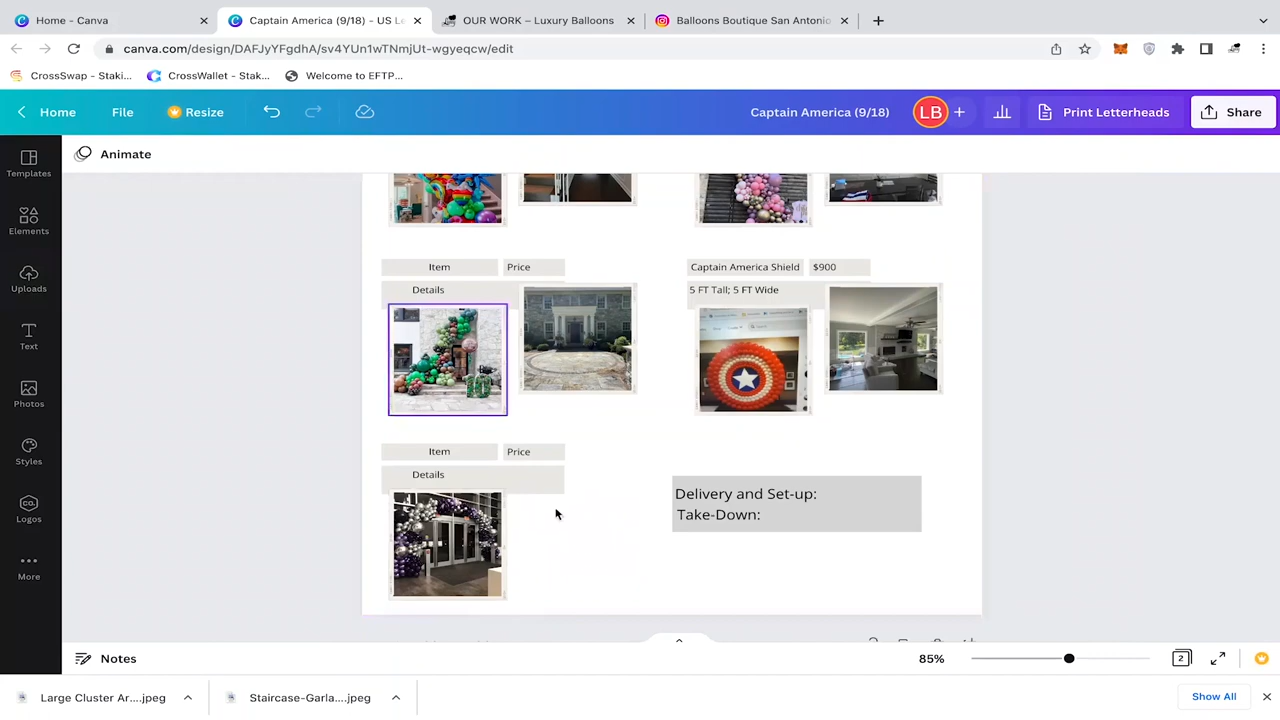 Home - Canva
Captain America (9/18) - US Le
OUR WORK – Luxury Balloons
Balloons Boutique San Antonio
canva.com/design/DAFJyYFgdhA/sv4YUn1wTNmjUt-wgyeqcw/edit
CrossSwap - Staki...
CrossWallet - Stak...
Welcome to EFTP...
Home
File
Resize
Captain America (9/18)
LB
Print Letterheads
Share
Templates
Elements
Uploads
Text
Photos
Styles
CO.
Logos
More
Animate
Item
Price
Details
Captain America Shield
$900
5 FT Tall; 5 FT Wide
Item
Price
Details
Delivery and Set-up:
Take-Down:
Notes
85%
2
Large Cluster Ar....jpeg
Staircase-Garla....jpeg
Show All